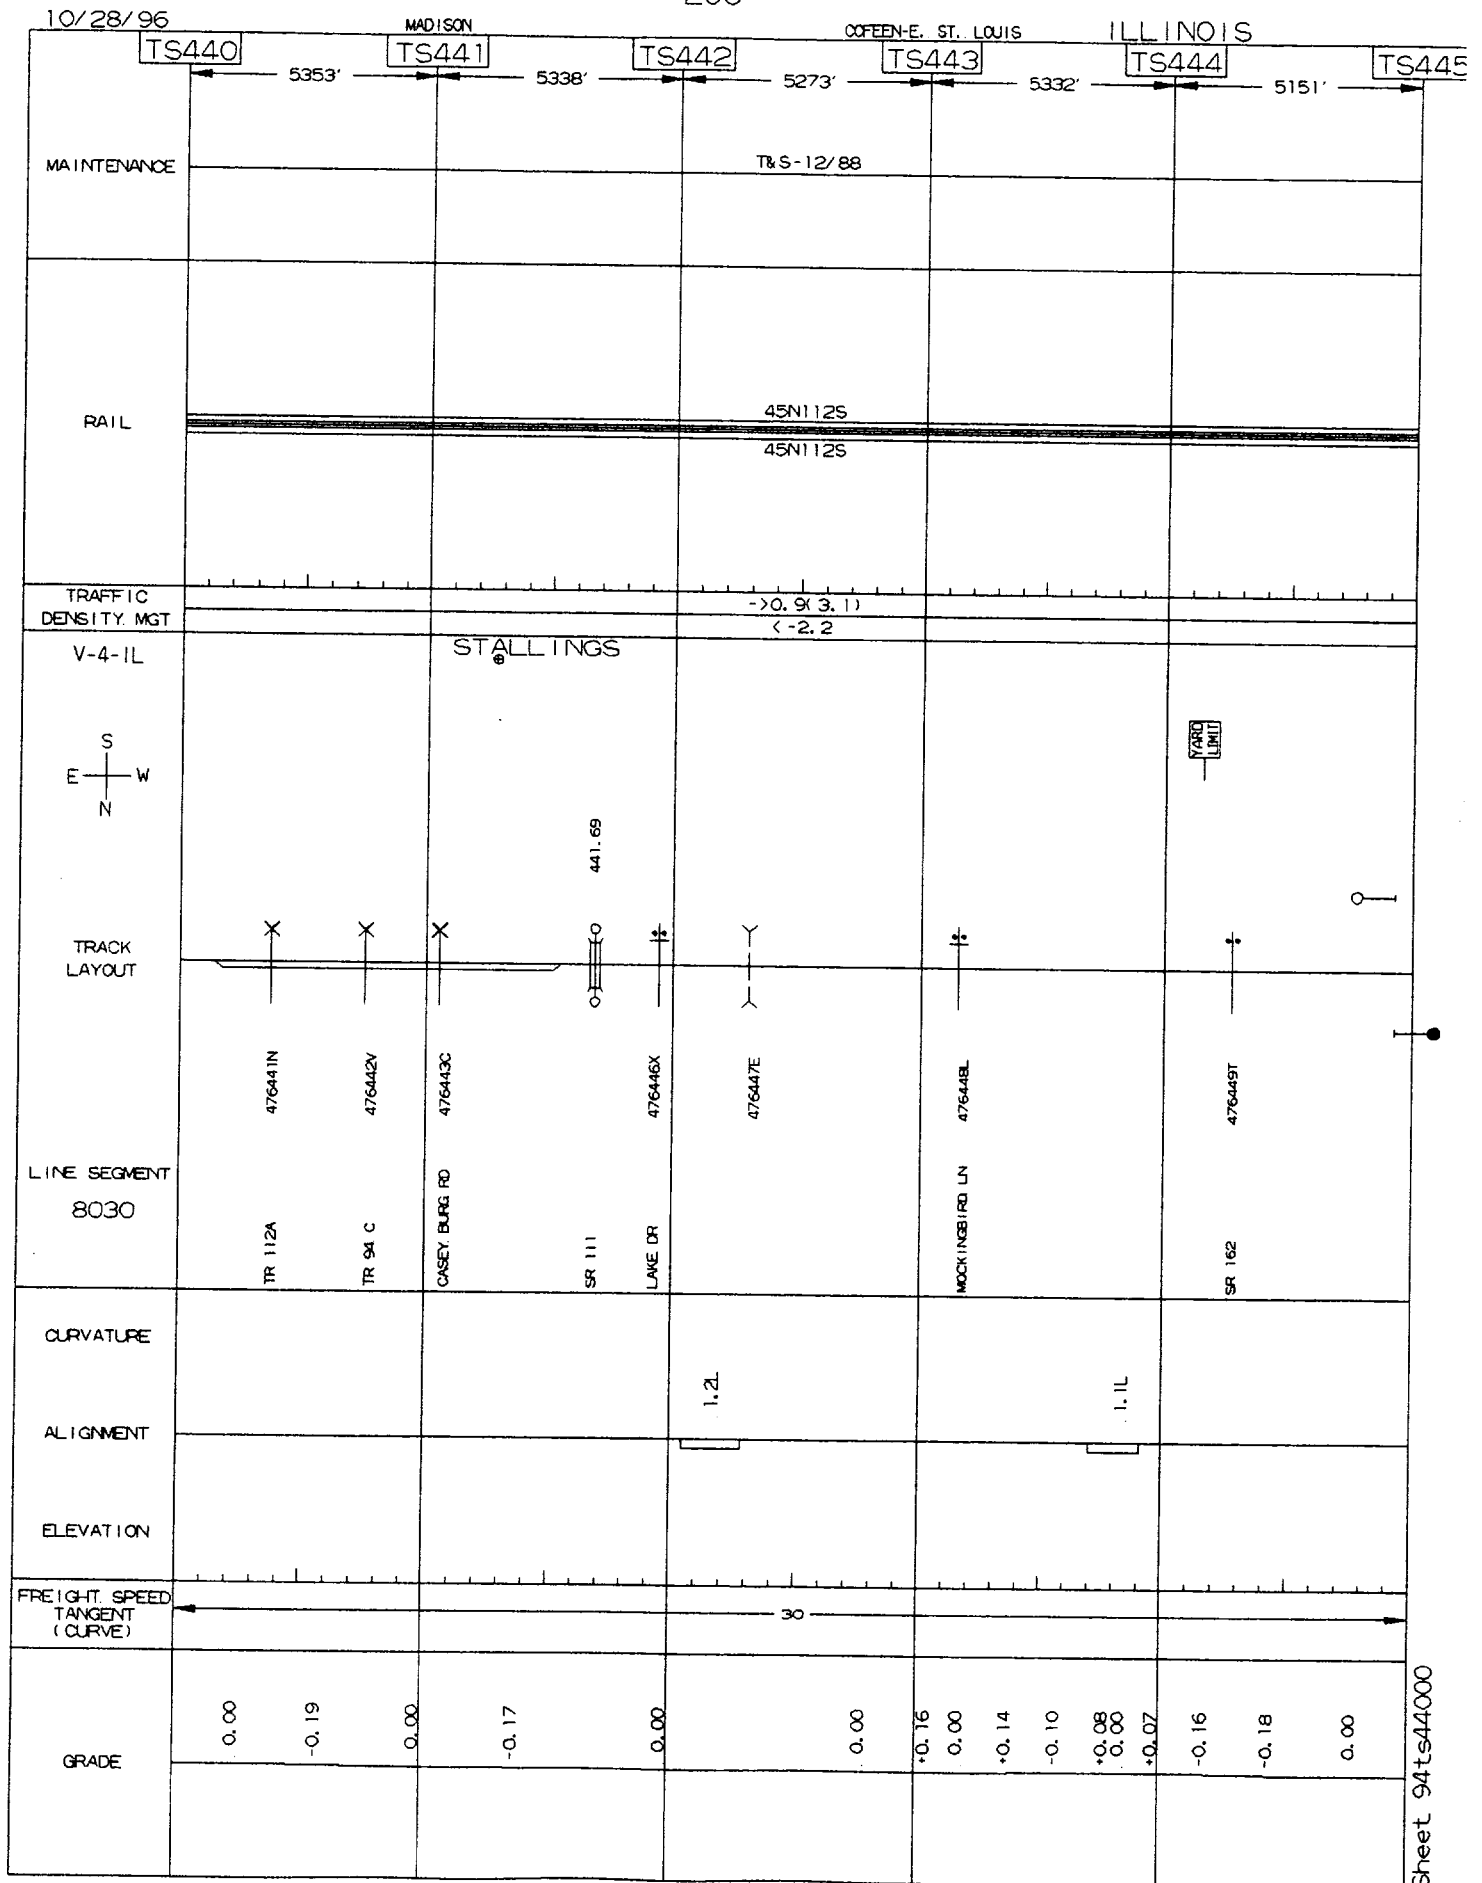 10/28/96
MADISON
COFEEN-E. ST. LOUIS
ILLINOIS
TS440
TS441
TS442
TS443
TS444
TS445
5353'
5338'
5273'
5332'
5151'
MAINTENANCE
T&S-12/88
RAIL
45N112S
45N112S
TRAFFIC
DENSITY. MGT
->0.9(3.1)
<-2.2
V-4-IL
STALLINGS
S
E W
N
YARD
LIMIT
441.69
TRACK
LAYOUT
476441N
476442V
476443C
476446X
476447E
476448L
476449T
LINE SEGMENT
8030
TR 112A
TR 94 C
CASEY. BURG RD
SR 111
LAKE DR
MOCKINGBIRD LN
SR 162
CURVATURE
1.2L
1.1L
ALIGNMENT
ELEVATION
FREIGHT. SPEED
TANGENT
(CURVE)
30
GRADE
0.00
-0.19
0.00
-0.17
0.00
0.00
+0.16
0.00
+0.14
-0.10
+0.08
0.00
+0.07
-0.16
-0.18
0.00
Sheet 94ts44000